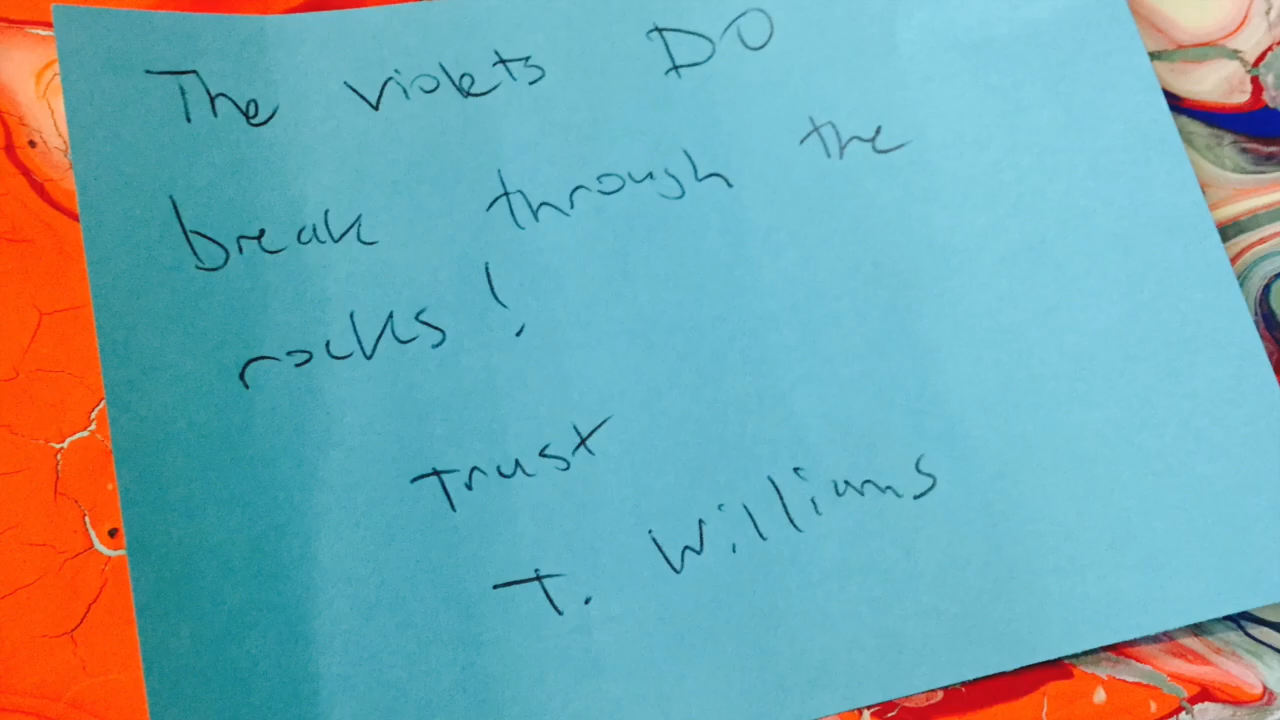 The violets DO
break through the
rocks!
Trust
T. Williams